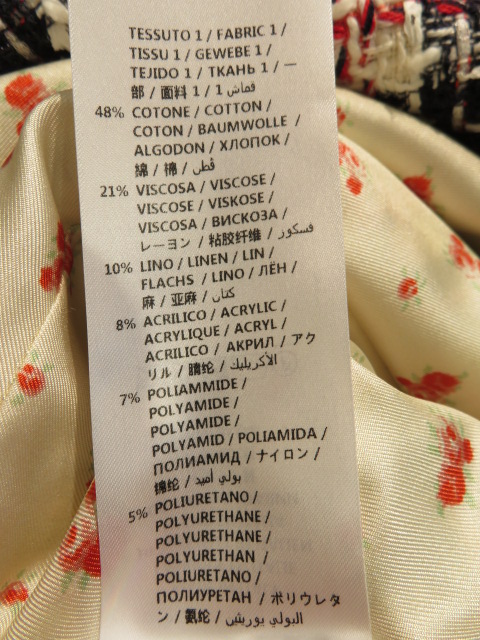 TESSUTO 1 / FABRIC 1 /
TISSU 1 / GEWEBE 1 /
TEJIDO 1 / ТКАНЬ 1 / 一
部 / 面料 1 / قماش 1
48% COTONE / COTTON /
COTON / BAUMWOLLE /
ALGODON / ХЛОПОК /
綿 / 棉 / قطن
21% VISCOSA / VISCOSE /
VISCOSE / VISKOSE /
VISCOSA / ВИСКОЗА /
レーヨン / 粘胶纤维 / فسكوز
10% LINO / LINEN / LIN /
FLACHS / LINO / ЛЁН /
麻 / 亚麻 / كتان
8% ACRILICO / ACRYLIC /
ACRYLIQUE / ACRYL /
ACRILICO / АКРИЛ / アク
リル / 腈纶 / الأكريليك
7% POLIAMMIDE /
POLYAMIDE /
POLYAMIDE /
POLYAMID / POLIAMIDA /
ПОЛИАМИД / ナイロン /
锦纶 / بولي أميد
5% POLIURETANO /
POLYURETHANE /
POLYURETHANE /
POLYURETHAN /
POLIURETANO /
ПОЛИУРЕТАН / ポリウレタ
ン / 氨纶 / البولي يوريثين